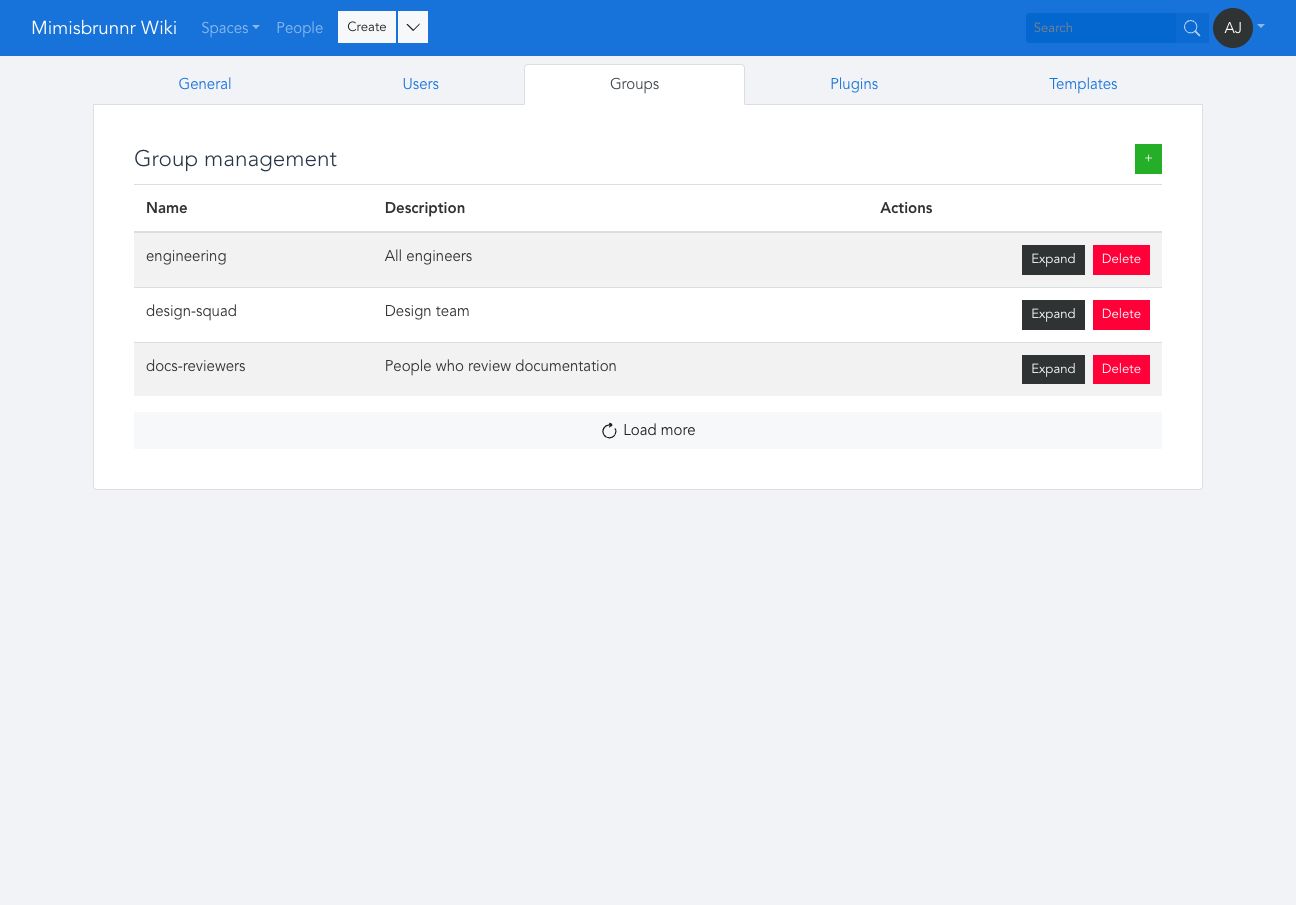 Mimisbrunnr Wiki Spaces People Create Search AJ
General Users Groups Plugins Templates
Group management +
Name Description Actions
engineering All engineers Expand Delete
design-squad Design team Expand Delete
docs-reviewers People who review documentation Expand Delete
Load more